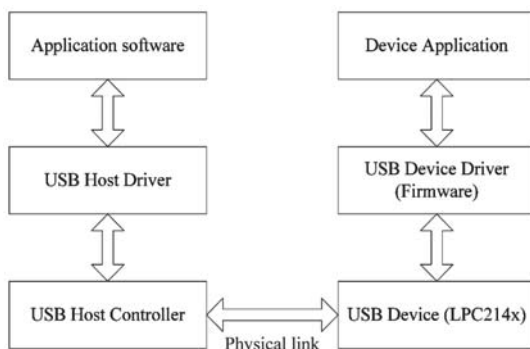 Application software
Device Application
USB Host Driver
USB Device Driver
(Firmware)
USB Host Controller
USB Device (LPC214x)
Physical link